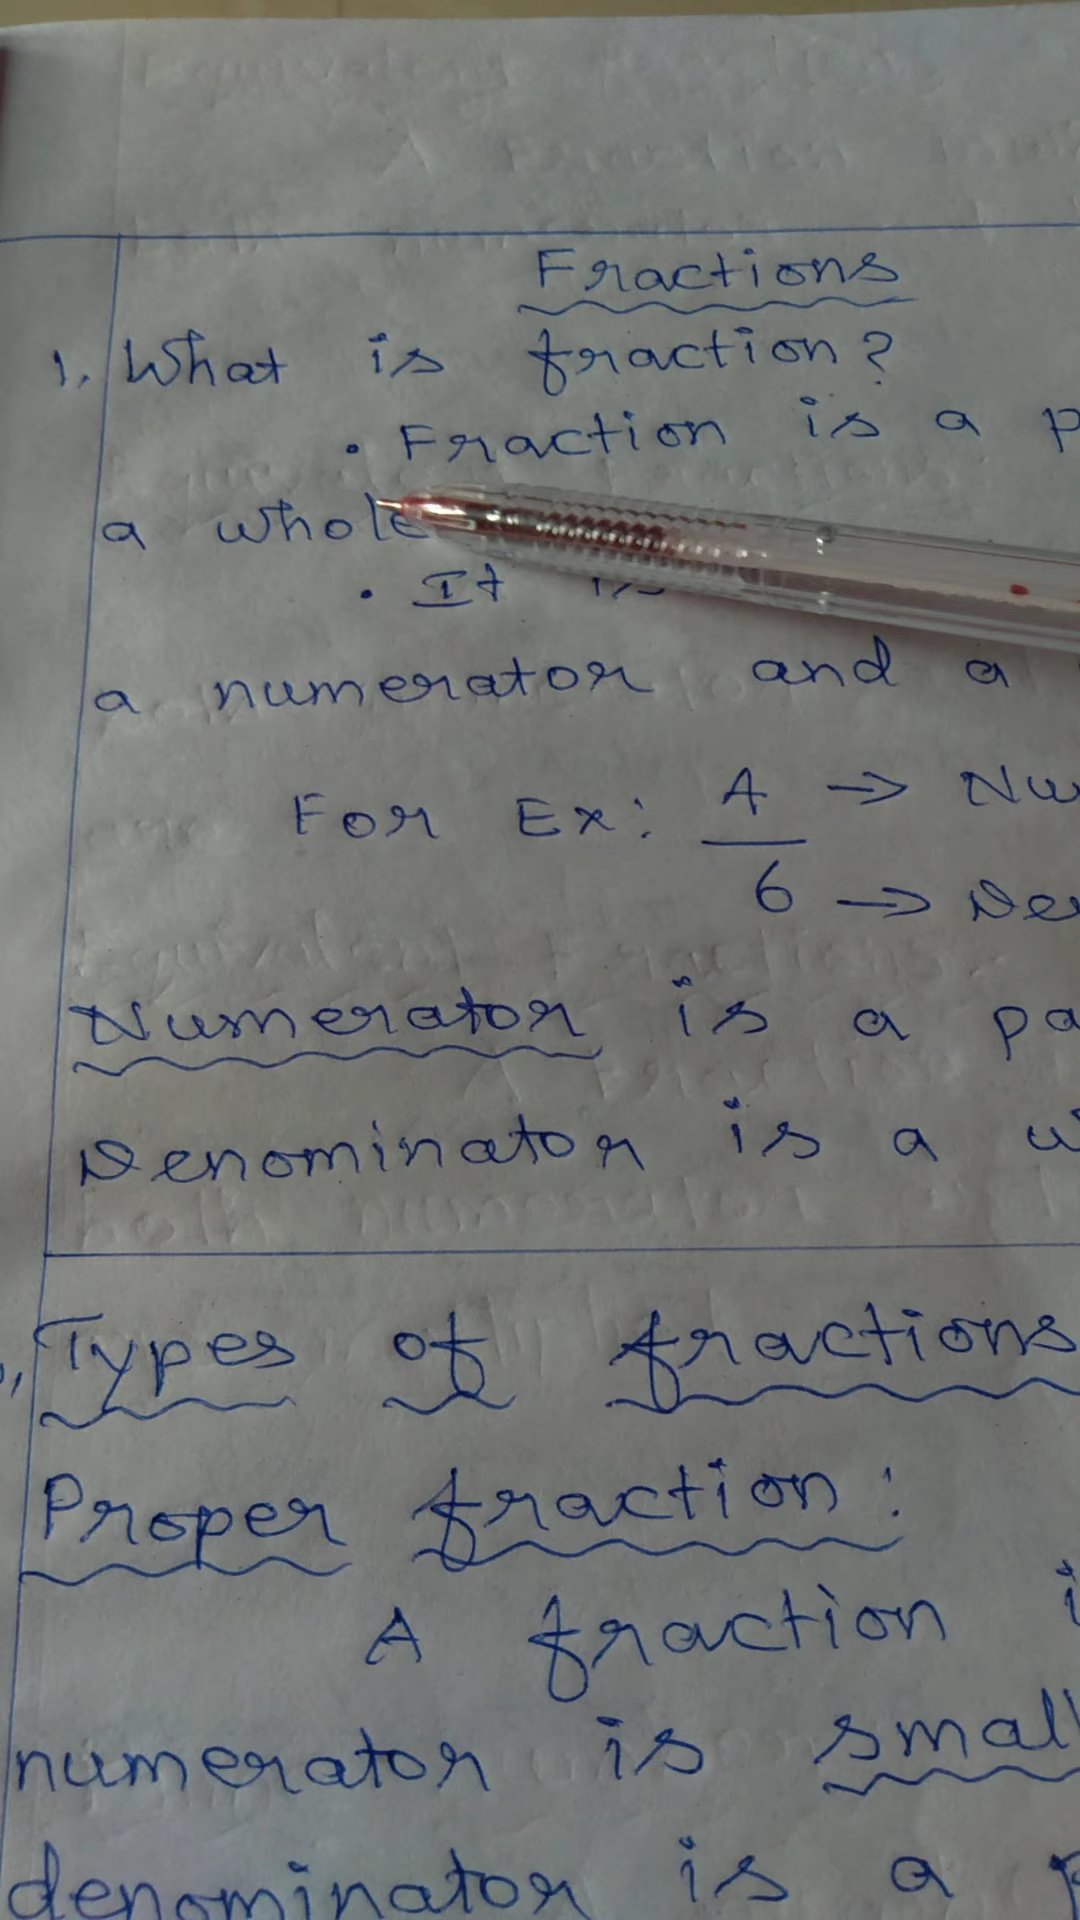 Fractions
1. What is fraction?
• Fraction is a
a whole
• It is
a numerator and a
For Ex: 4 →
6 →
Numerator is a
Denominator is a
Types of fractions
Proper fraction:
A fraction
numerator is small
denominator is a